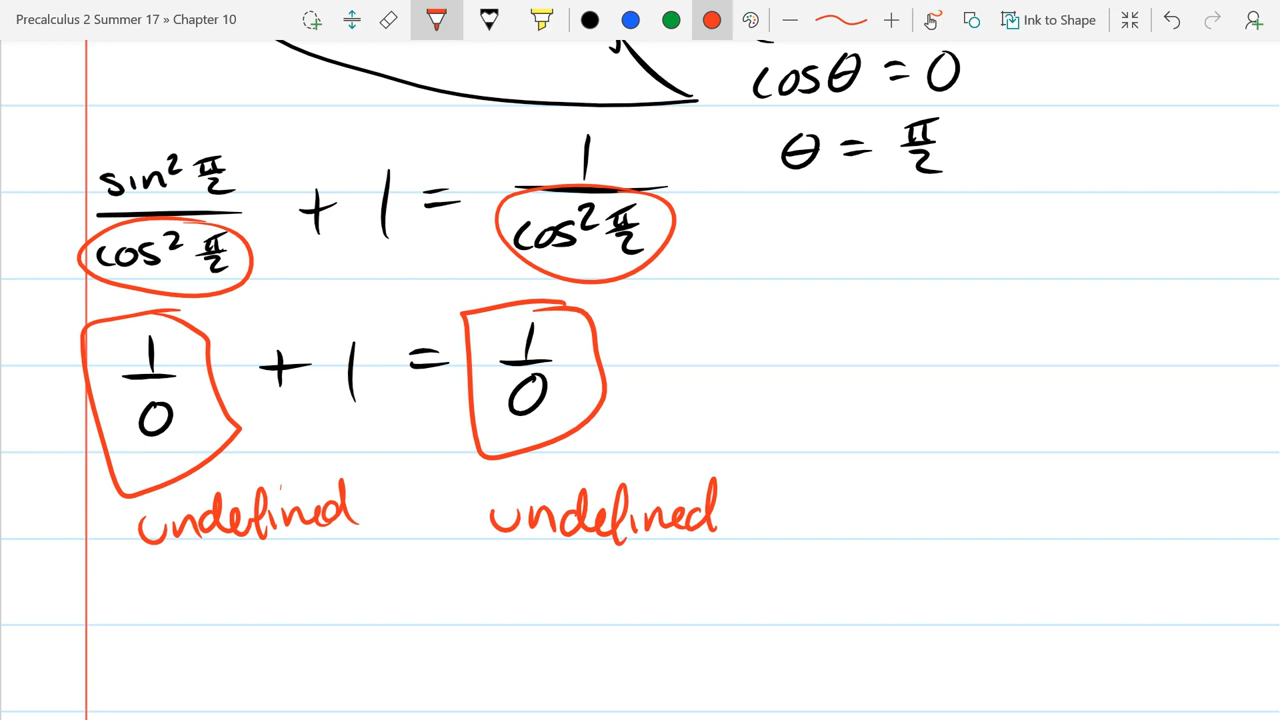 Precalculus 2 Summer 17 » Chapter 10
Ink to Shape
cosθ = 0
θ = π/2
sin² π/2 / cos² π/2 + 1 = 1 / cos² π/2
1/0 + 1 = 1/0
undefined undefined